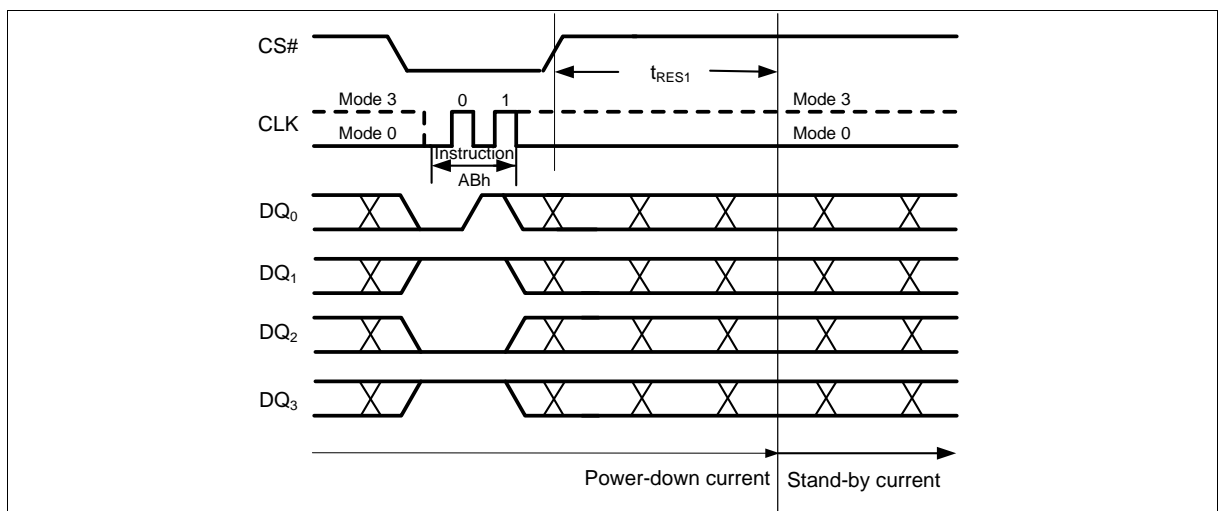 CS#
tRES1
Mode 3 0 1 Mode 3
CLK
Mode 0 Mode 0
Instruction
ABh
DQ0
DQ1
DQ2
DQ3
Power-down current Stand-by current